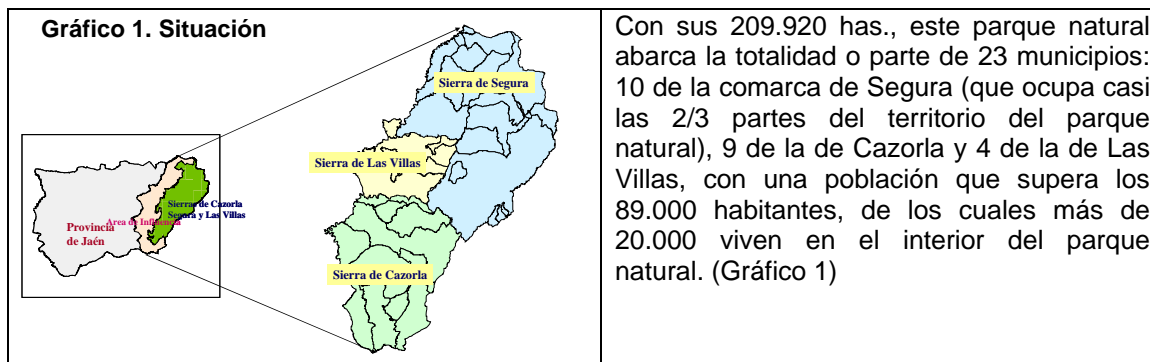 Gráfico 1. Situación
Sierra de Segura
Sierra de Las Villas
Sierra de Cazorla
Sierras de Cazorla
Segura y Las Villas
Area de Influencia
Provincia
de Jaén
Con sus 209.920 has., este parque natural
abarca la totalidad o parte de 23 municipios:
10 de la comarca de Segura (que ocupa casi
las 2/3 partes del territorio del parque
natural), 9 de la de Cazorla y 4 de la de Las
Villas, con una población que supera los
89.000 habitantes, de los cuales más de
20.000 viven en el interior del parque
natural. (Gráfico 1)